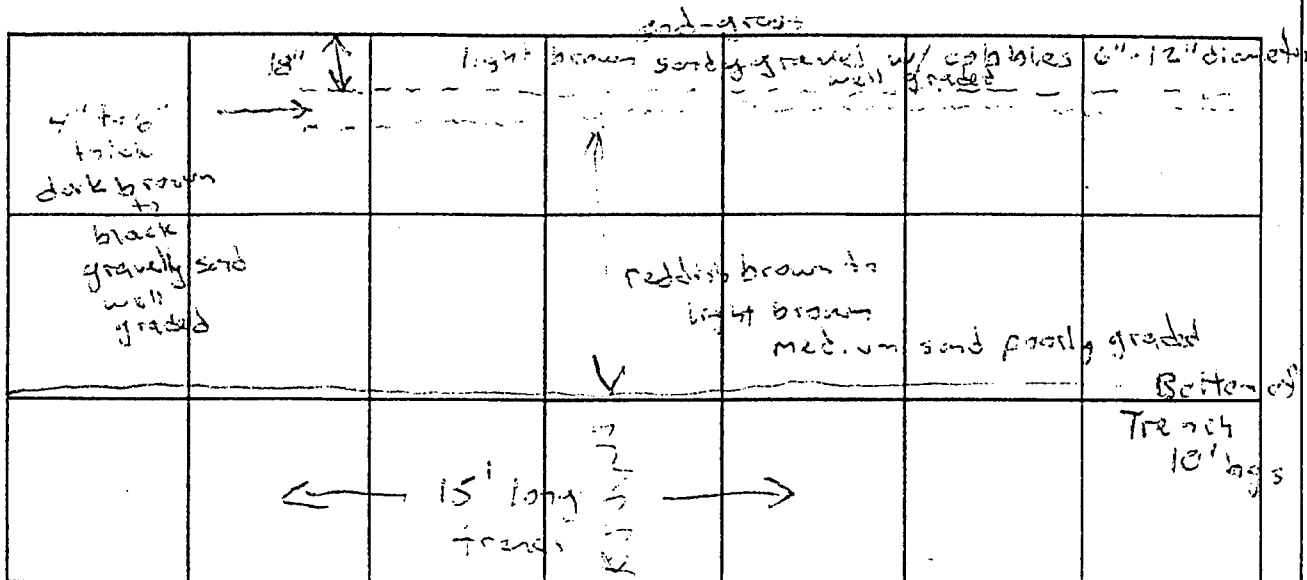 18"
light brown sandy gravel w/ cobbles 6"-12" diameter
well graded
4" to 6"
thick
dark brown
to
black
gravelly sand
well
graded
reddish brown to
light brown
medium sand poorly graded
Bottom of
Trench
10' bgs
15' long
trench